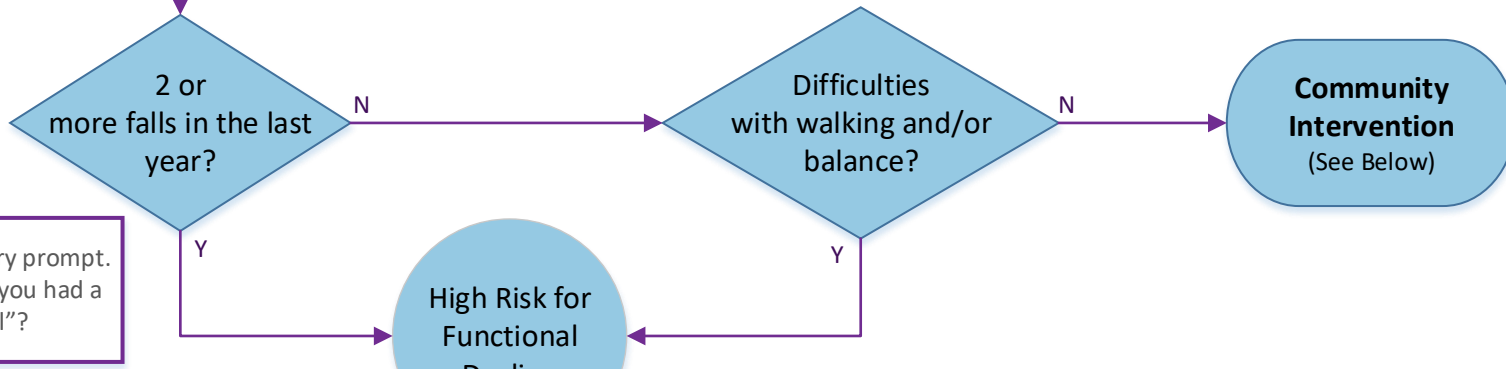 2 or
more falls in the last
year?
N
Difficulties
with walking and/or
balance?
N
Community
Intervention
(See Below)
Y
Y
prompt.
you had a
”?
High Risk for
Functional